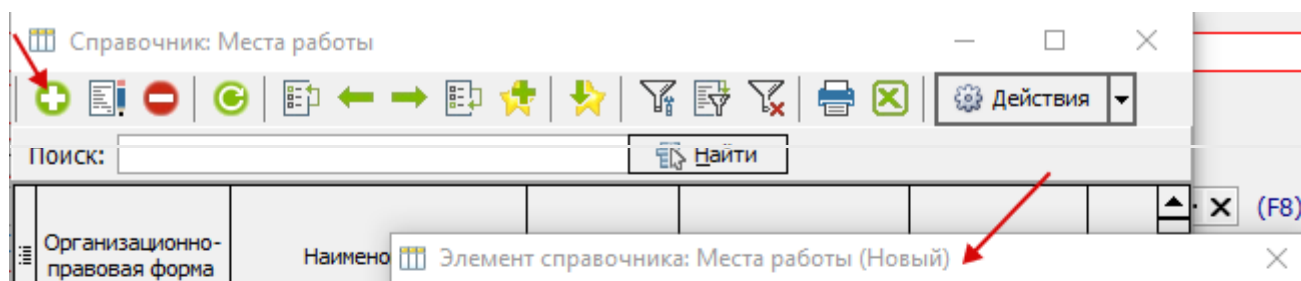 Справочник: Места работы
Действия
Поиск:
Найти
(F8)
Организационно-
правовая форма
Наимено
Элемент справочника: Места работы (Новый)